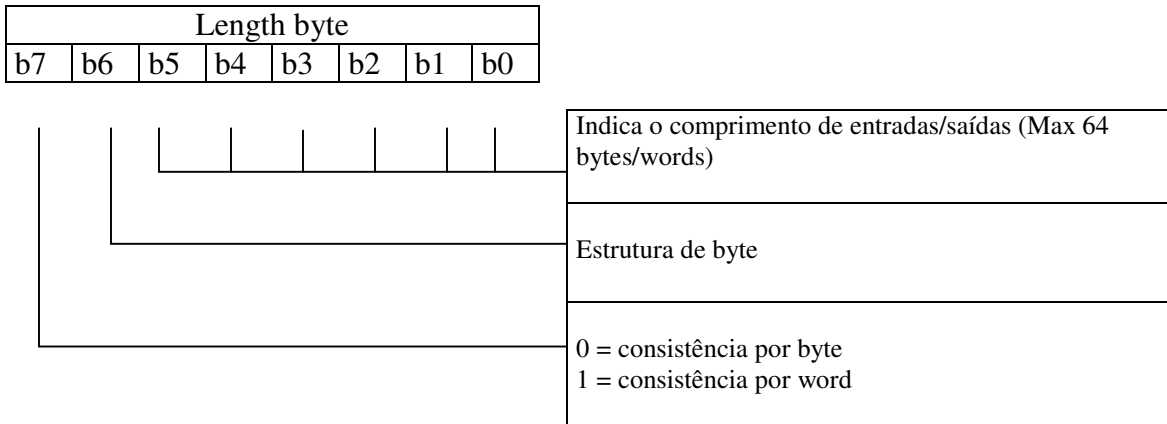 Length byte
b7 b6 b5 b4 b3 b2 b1 b0
Indica o comprimento de entradas/saídas (Max 64
bytes/words)
Estrutura de byte
0 = consistência por byte
1 = consistência por word